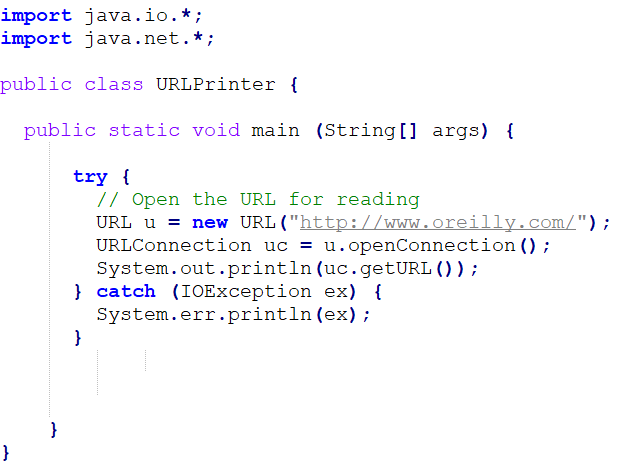 import java.io.*;
import java.net.*;
public class URLPrinter {
public static void main (String[] args) {
try {
// Open the URL for reading
URL u = new URL("http://www.oreilly.com/");
URLConnection uc = u.openConnection();
System.out.println(uc.getURL());
} catch (IOException ex) {
System.err.println(ex);
}
}
}